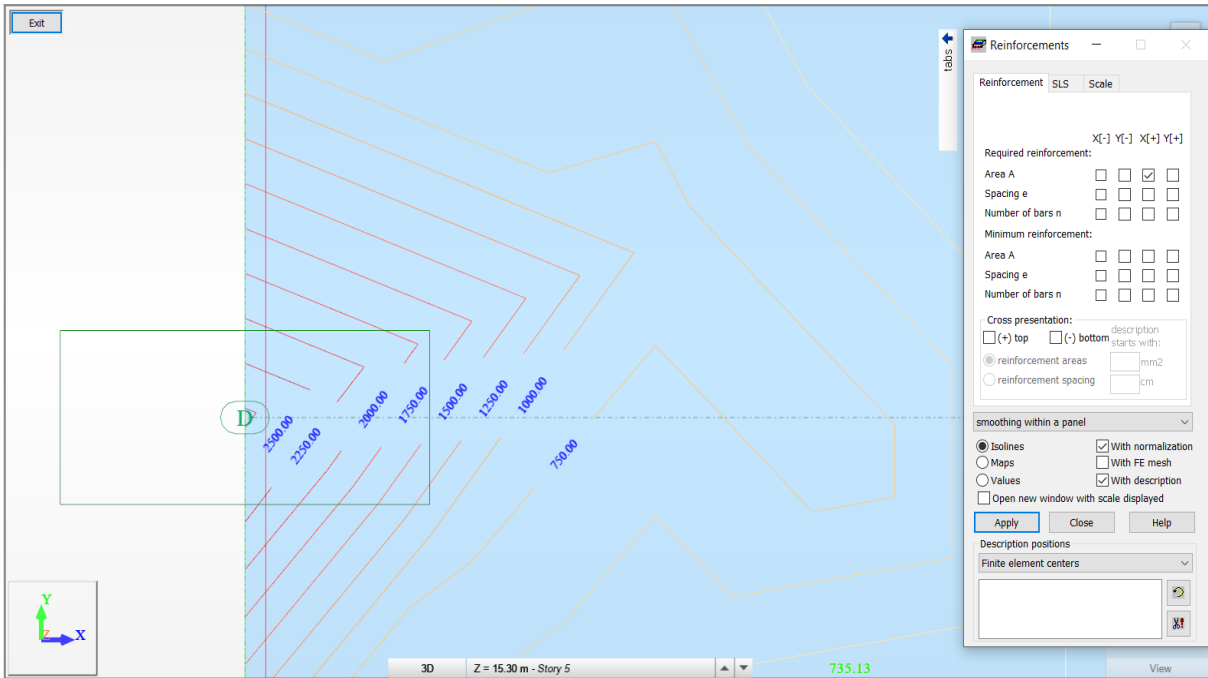 Exit
tabs
D
2500.00
2250.00
2000.00
1750.00
1500.00
1250.00
1000.00
750.00
Y
Z
X
3D
Z = 15.30 m - Story 5
735.13
View
Reinforcements
Reinforcement SLS Scale
X[-] Y[-] X[+] Y[+]
Required reinforcement:
Area A
Spacing e
Number of bars n
Minimum reinforcement:
Area A
Spacing e
Number of bars n
Cross presentation:
(+) top (-) bottom description starts with:
reinforcement areas mm2
reinforcement spacing cm
smoothing within a panel
Isolines With normalization
Maps With FE mesh
Values With description
Open new window with scale displayed
Apply Close Help
Description positions
Finite element centers